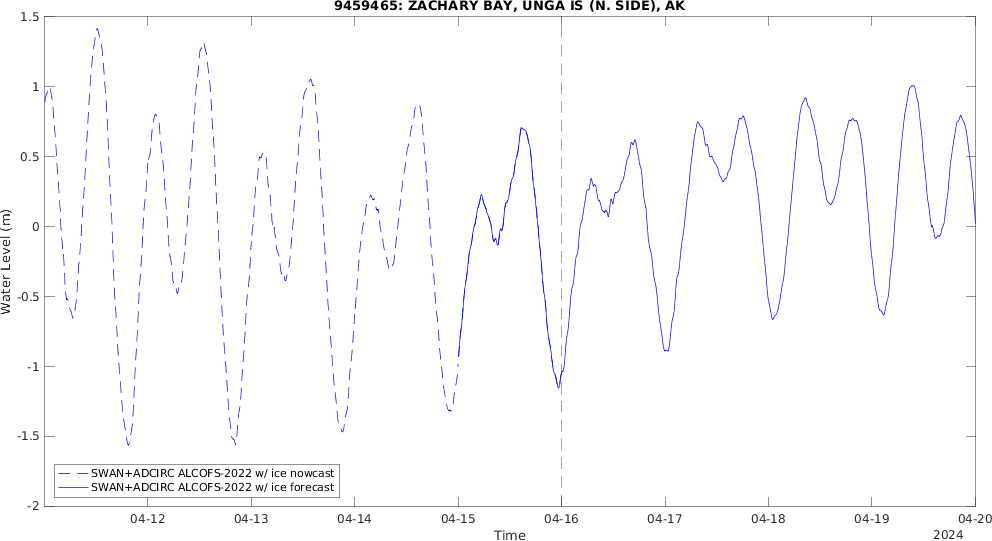 9459465: ZACHARY BAY, UNGA IS (N. SIDE), AK
Water Level (m)
1.5
1
0.5
0
-0.5
-1
-1.5
-2
SWAN+ADCIRC ALCOFS-2022 w/ ice nowcast
SWAN+ADCIRC ALCOFS-2022 w/ ice forecast
04-12 04-13 04-14 04-15 04-16 04-17 04-18 04-19 04-20
Time
2024